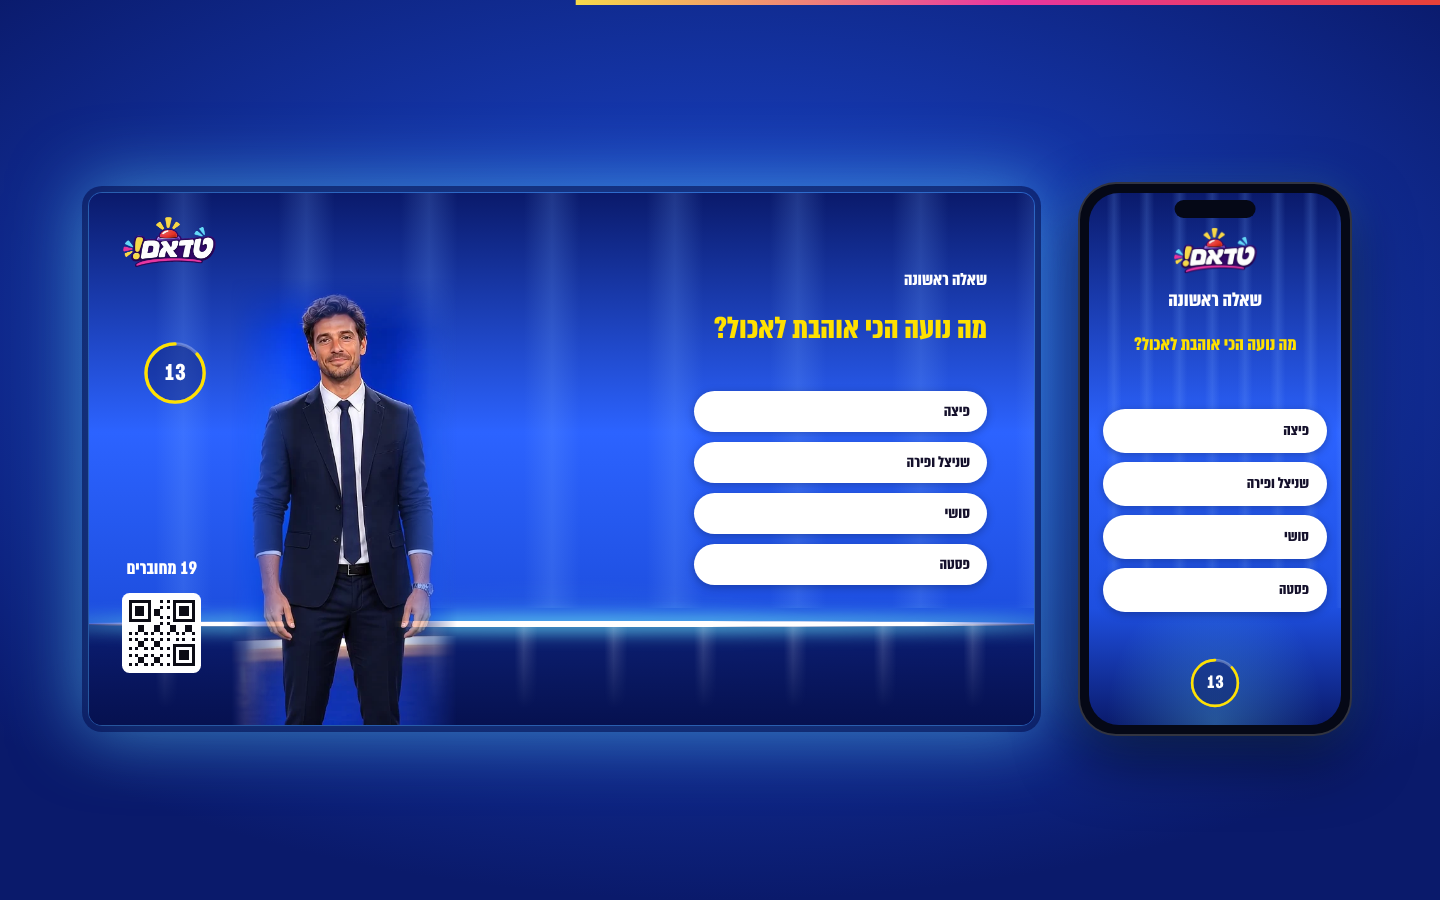 טדאם!
שאלה ראשונה
מה נועה הכי אוהבת לאכול?
13
פיצה
שניצל ופירה
סושי
פסטה
19 מחוברים
טדאם!
שאלה ראשונה
מה נועה הכי אוהבת לאכול?
פיצה
שניצל ופירה
סושי
פסטה
13